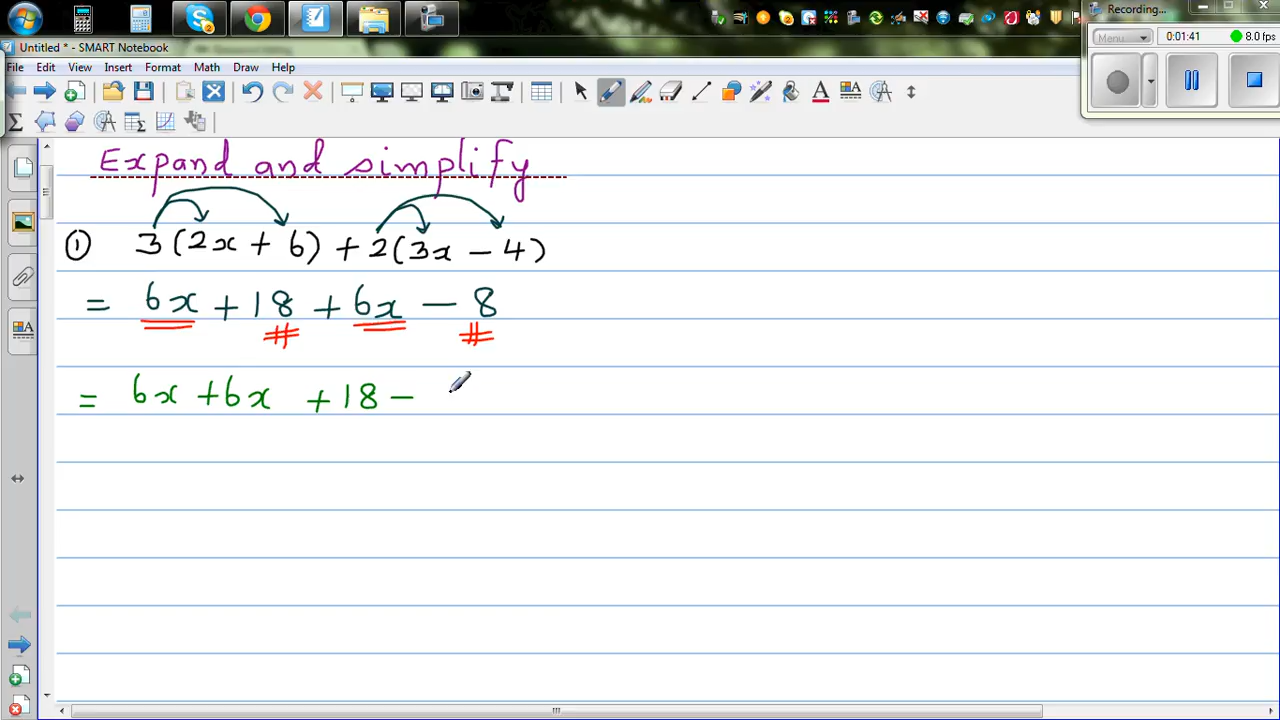 Recording...
Untitled * - SMART Notebook
Menu
0:01:41
8.0 fps
File Edit View Insert Format Math Draw Help
Expand and simplify
① 3(2x + 6) + 2(3x - 4)
= 6x + 18 + 6x - 8
= 6x + 6x + 18 -